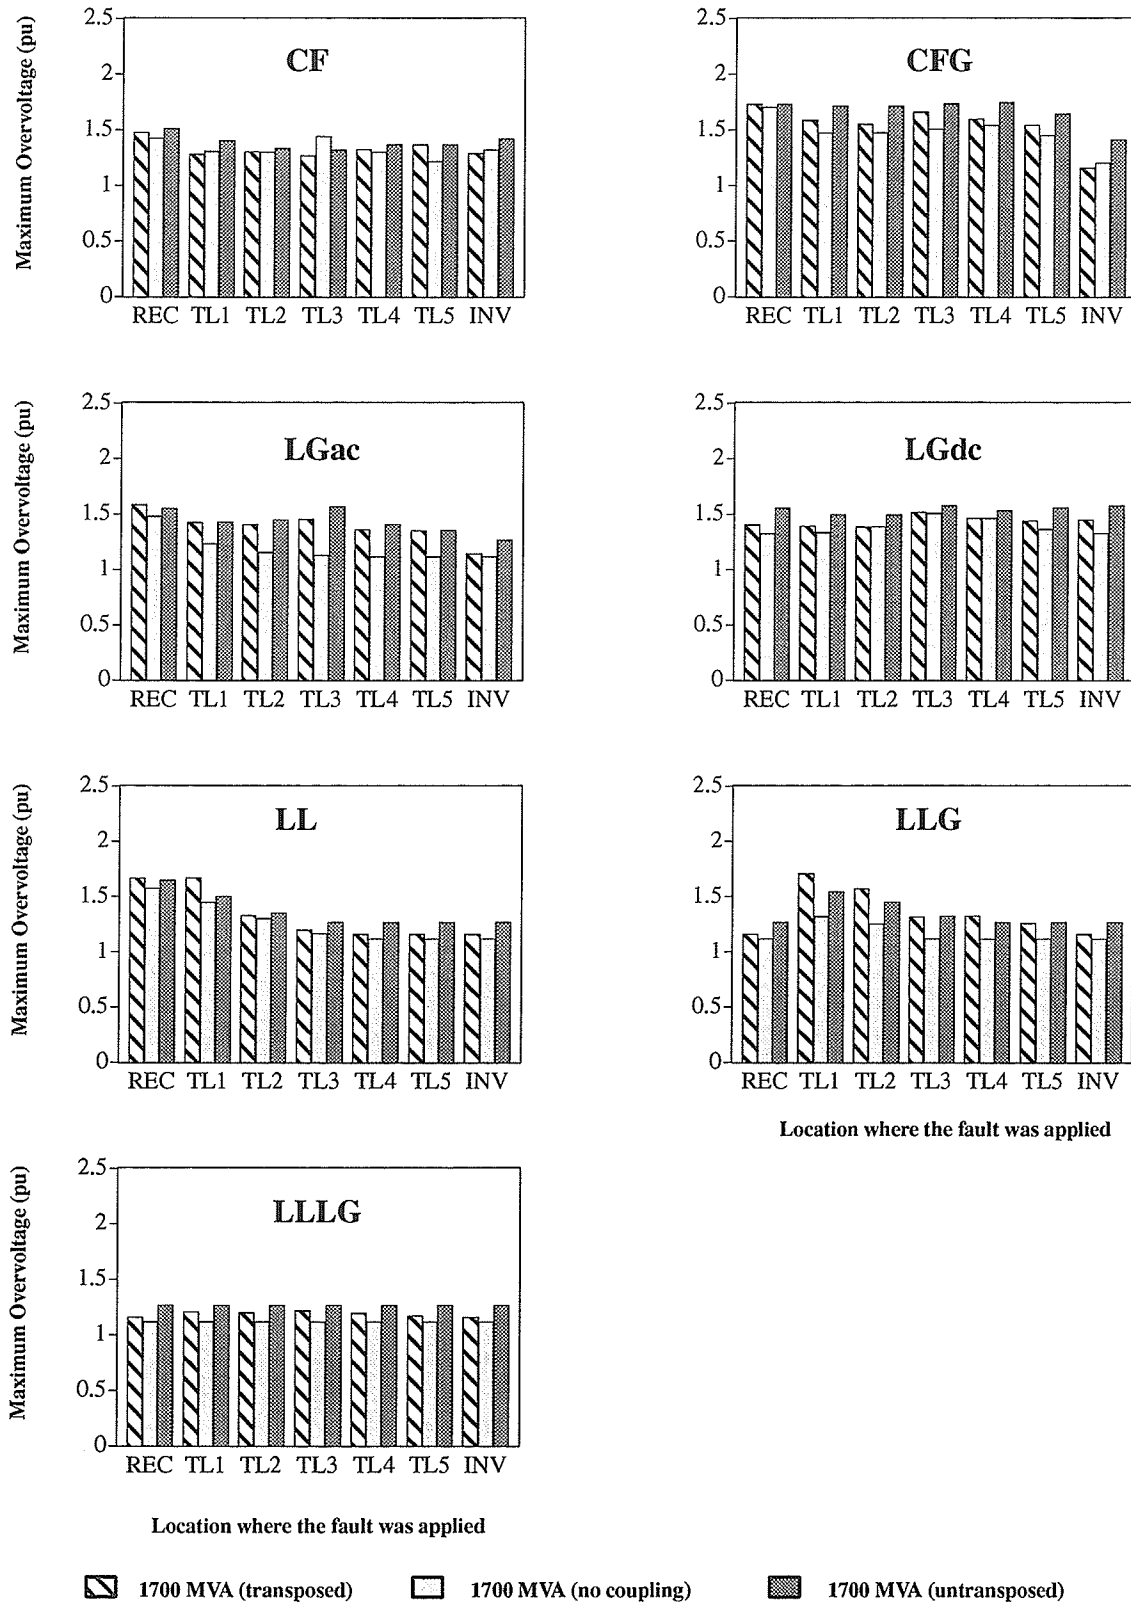 Maximum Overvoltage (pu)
2.5
2
1.5
1
0.5
0
CF
REC TL1 TL2 TL3 TL4 TL5 INV
2.5
2
1.5
1
0.5
0
CFG
REC TL1 TL2 TL3 TL4 TL5 INV
Maximum Overvoltage (pu)
2.5
2
1.5
1
0.5
0
LGac
REC TL1 TL2 TL3 TL4 TL5 INV
2.5
2
1.5
1
0.5
0
LGdc
REC TL1 TL2 TL3 TL4 TL5 INV
Maximum Overvoltage (pu)
2.5
2
1.5
1
0.5
0
LL
REC TL1 TL2 TL3 TL4 TL5 INV
2.5
2
1.5
1
0.5
0
LLG
REC TL1 TL2 TL3 TL4 TL5 INV
Location where the fault was applied
Maximum Overvoltage (pu)
2.5
2
1.5
1
0.5
0
LLLG
REC TL1 TL2 TL3 TL4 TL5 INV
Location where the fault was applied
1700 MVA (transposed)
1700 MVA (no coupling)
1700 MVA (untransposed)